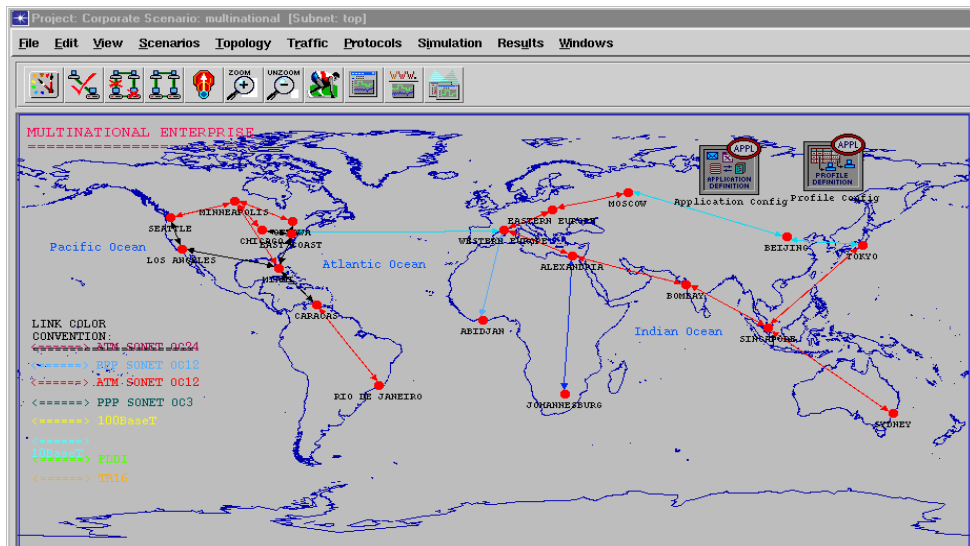 Project: Corporate Scenario: multinational [Subnet: top]
File Edit View Scenarios Topology Traffic Protocols Simulation Results Windows
ZOOM
UNZOOM
MULTINATIONAL ENTERPRISE
APPL
APPLICATION
DEFINITION
Application Config
APPL
PROFILE
DEFINITION
Profile Config
MINNEAPOLIS
SEATTLE
CHICAGO
EAST COAST
LOS ANGELES
MIAMI
CARACAS
RIO DE JANEIRO
Pacific Ocean
Atlantic Ocean
MOSCOW
EASTERN EUROPE
WESTERN EUROPE
ALEXANDRIA
ABIDJAN
JOHANNESBURG
BEIJING
TOKYO
BOMBAY
Indian Ocean
SINGAPORE
SYDNEY
LINK COLOR
CONVENTION:
<======> ATM SONET OC24
<======> PPP SONET OC12
<======> ATM SONET OC12
<======> PPP SONET OC3
<======> 100BaseT
<======>
10BaseT
<======> FDDI
<======> TR16